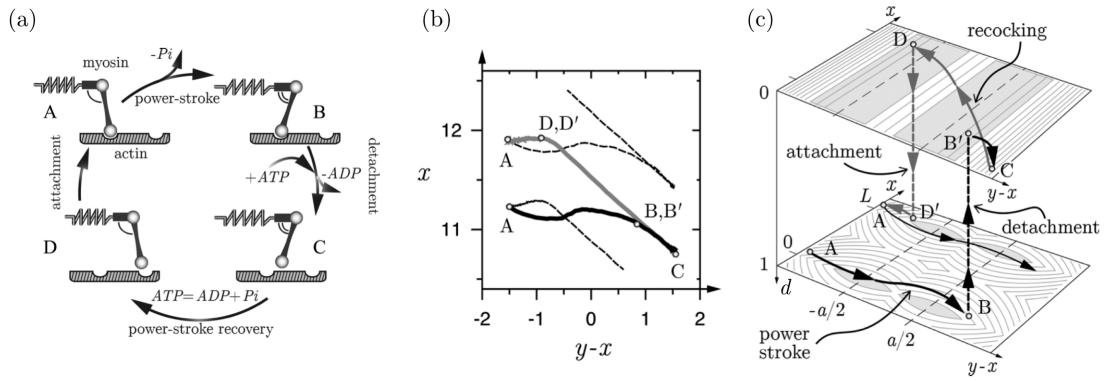 (a)
-Pi
myosin
power-stroke
A
B
actin
attachment
+ATP
-ADP
detachment
D
C
ATP=ADP+Pi
power-stroke recovery
(b)
12
11
x
A
D,D′
A
B,B′
C
-2
-1
0
1
2
y-x
(c)
x
D
recocking
0
B′
C
attachment
x
y-x
L
A
D′
detachment
0
A
1
d
-a/2
B
power
stroke
a/2
y-x